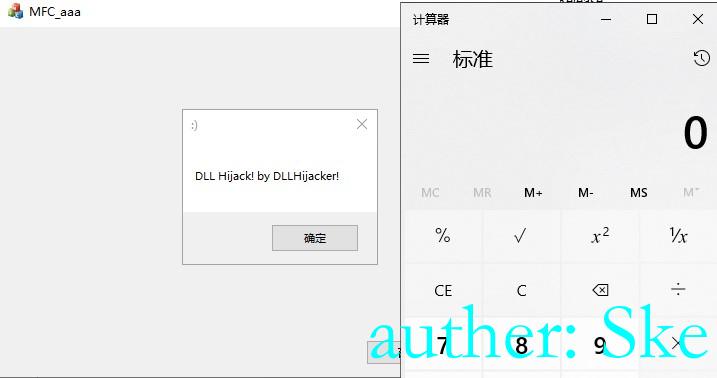 MFC_aaa
:)
DLL Hijack! by DLLHijacker!
确定
计算器
标准
0
MC MR M+ M- MS M˅
% √ x² ¹/x
CE C ÷
7 8 9 ×
auther: Ske